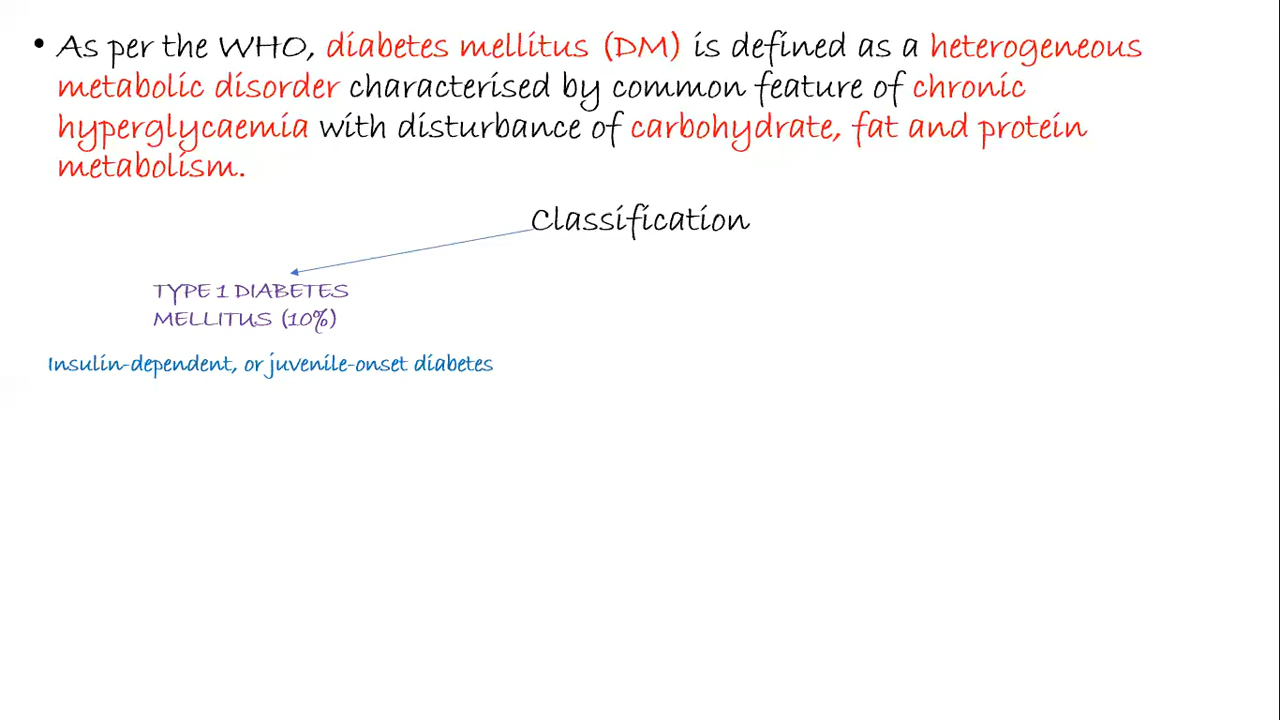 • As per the WHO, diabetes mellitus (DM) is defined as a heterogeneous
metabolic disorder characterised by common feature of chronic
hyperglycaemia with disturbance of carbohydrate, fat and protein
metabolism.
Classification
TYPE 1 DIABETES
MELLITUS (10%)
Insulin-dependent, or juvenile-onset diabetes